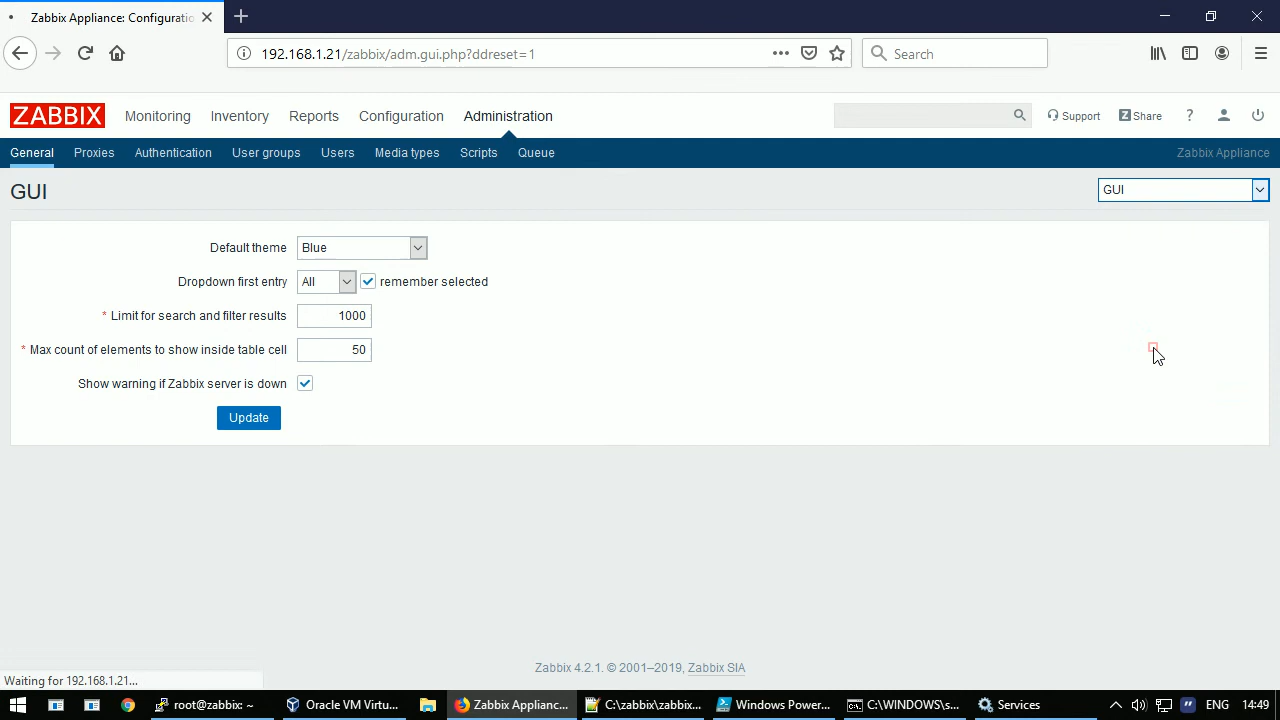 Zabbix Appliance: Configuratio
192.168.1.21/zabbix/adm.gui.php?ddreset=1
Search
ZABBIX
Monitoring Inventory Reports Configuration Administration
Support
Z Share
?
General Proxies Authentication User groups Users Media types Scripts Queue
Zabbix Appliance
GUI
GUI
Default theme Blue
Dropdown first entry All remember selected
* Limit for search and filter results 1000
* Max count of elements to show inside table cell 50
Show warning if Zabbix server is down
Update
Zabbix 4.2.1. © 2001–2019, Zabbix SIA
Waiting for 192.168.1.21...
root@zabbix: ~
Oracle VM Virtu...
Zabbix Applianc...
C:\zabbix\zabbix...
Windows Power...
C:\WINDOWS\s...
Services
ENG
14:49